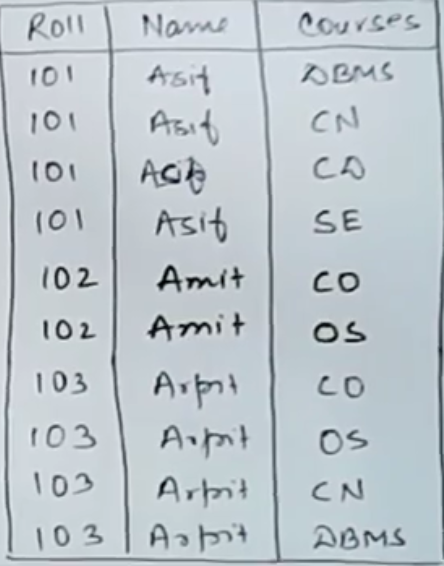 Roll Name Courses
101 Asif DBMS
101 Asif CN
101 Asif CD
101 Asif SE
102 Amit CO
102 Amit OS
103 Arpit CO
103 Arpit OS
103 Arpit CN
103 Arpit DBMS